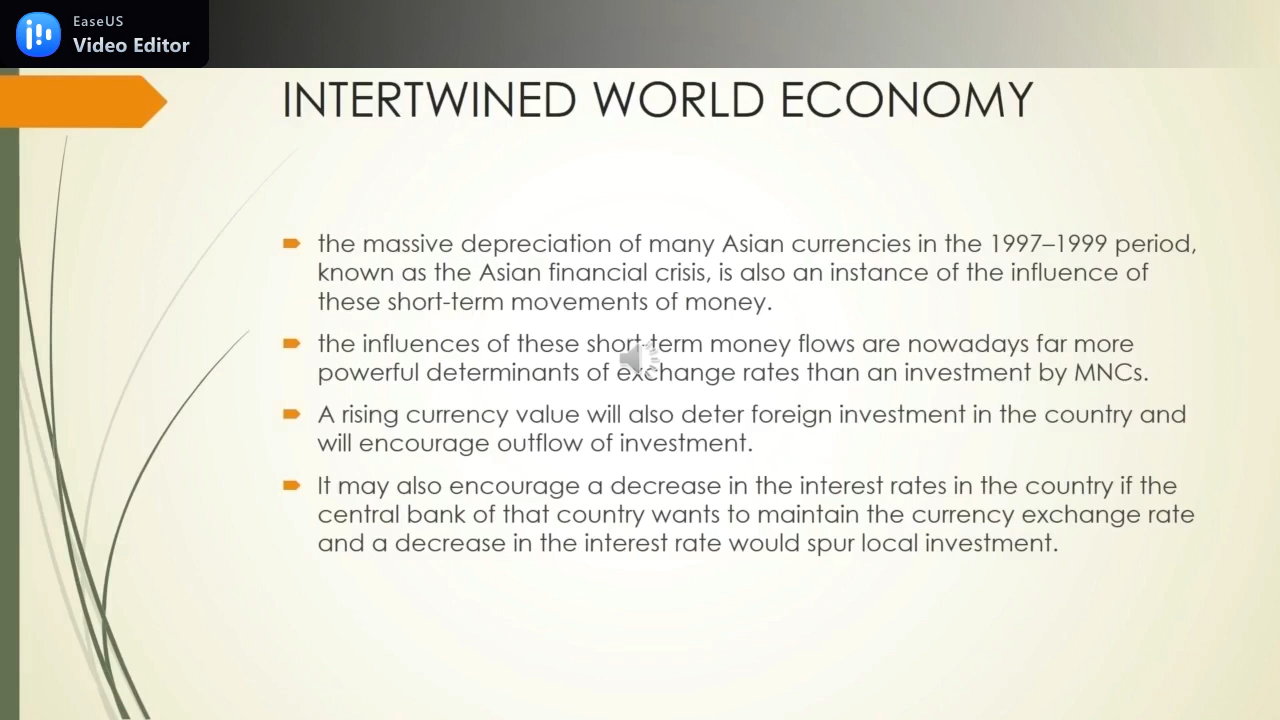 EaseUS
Video Editor
INTERTWINED WORLD ECONOMY
the massive depreciation of many Asian currencies in the 1997–1999 period,
known as the Asian financial crisis, is also an instance of the influence of
these short-term movements of money.
the influences of these short-term money flows are nowadays far more
powerful determinants of exchange rates than an investment by MNCs.
A rising currency value will also deter foreign investment in the country and
will encourage outflow of investment.
It may also encourage a decrease in the interest rates in the country if the
central bank of that country wants to maintain the currency exchange rate
and a decrease in the interest rate would spur local investment.